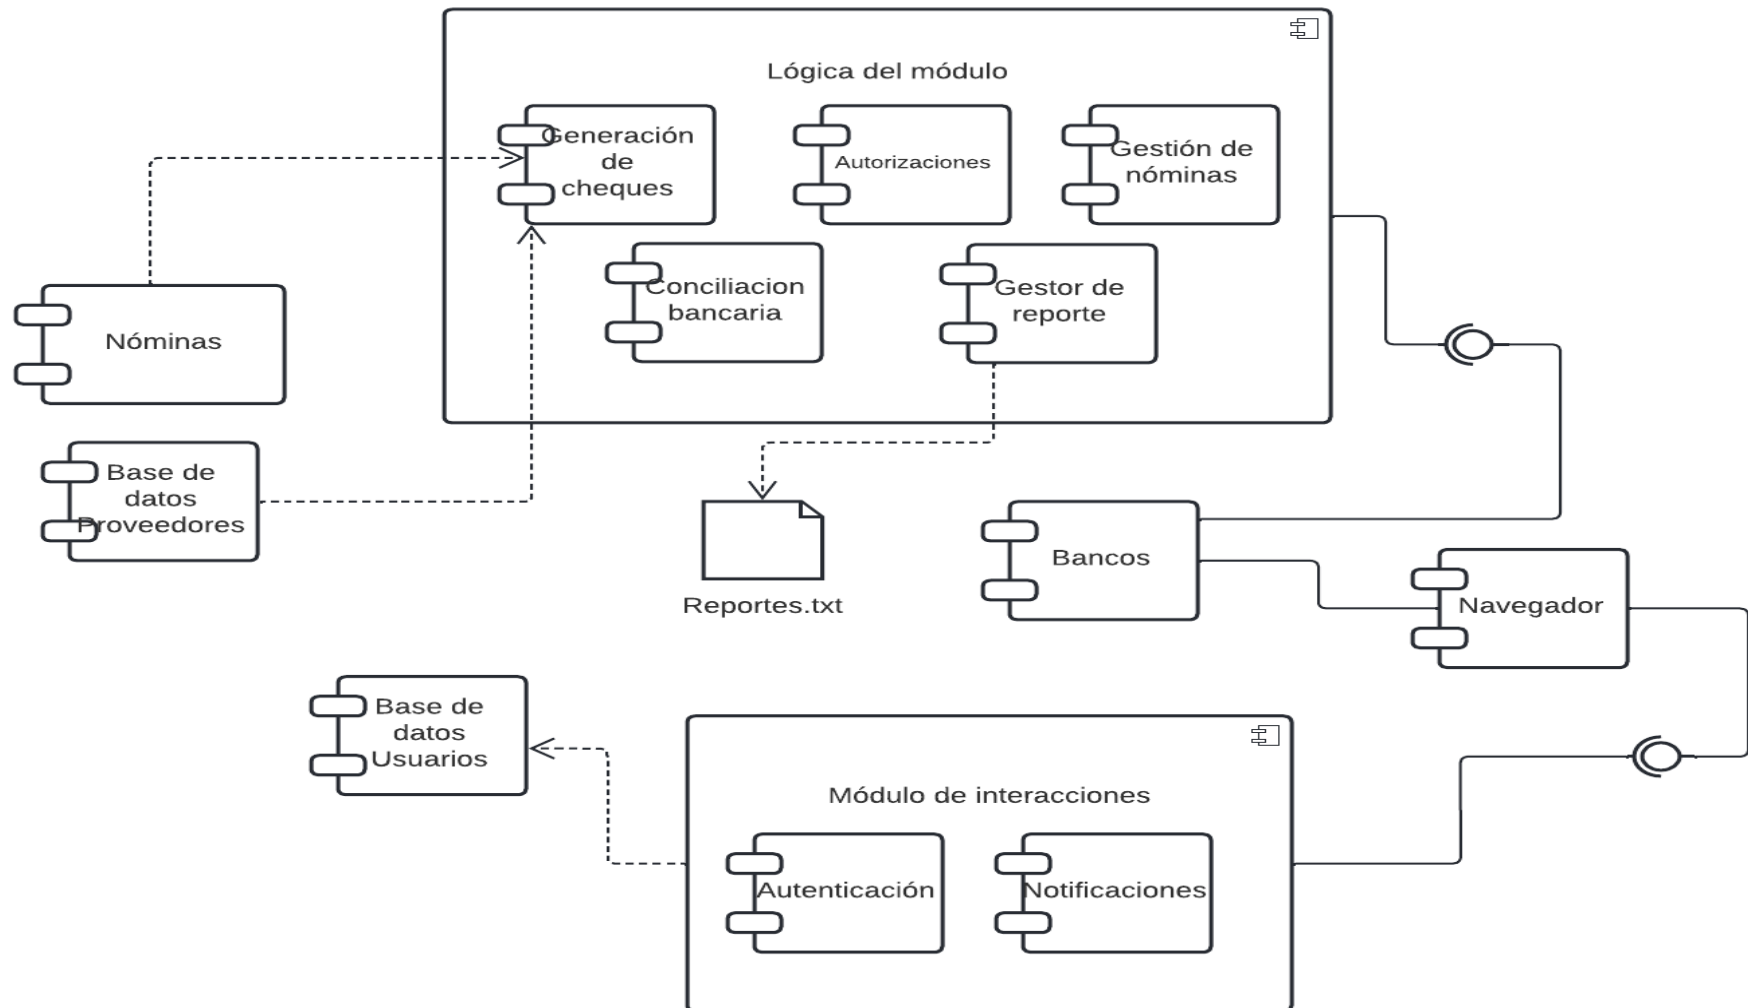 Lógica del módulo
Generación
de
cheques
Autorizaciones
Gestión de
nóminas
Conciliacion
bancaria
Gestor de
reporte
Nóminas
Base de
datos
Proveedores
Reportes.txt
Bancos
Navegador
Base de
datos
Usuarios
Módulo de interacciones
Autenticación
Notificaciones